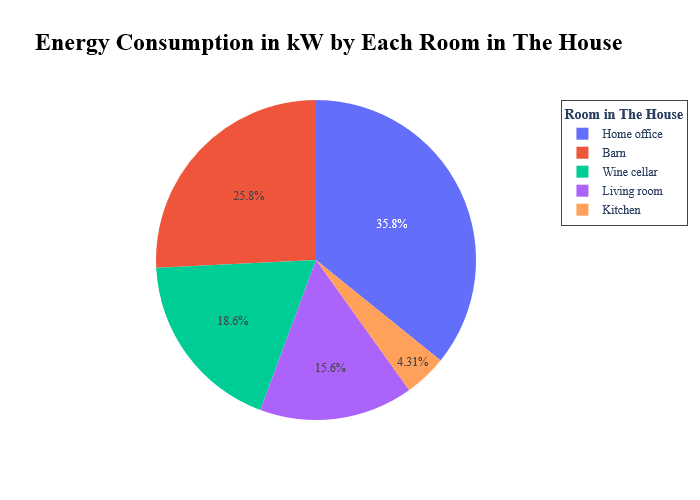 Energy Consumption in kW by Each Room in The House
Room in The House
Home office
Barn
Wine cellar
Living room
Kitchen
25.8%
35.8%
18.6%
4.31%
15.6%